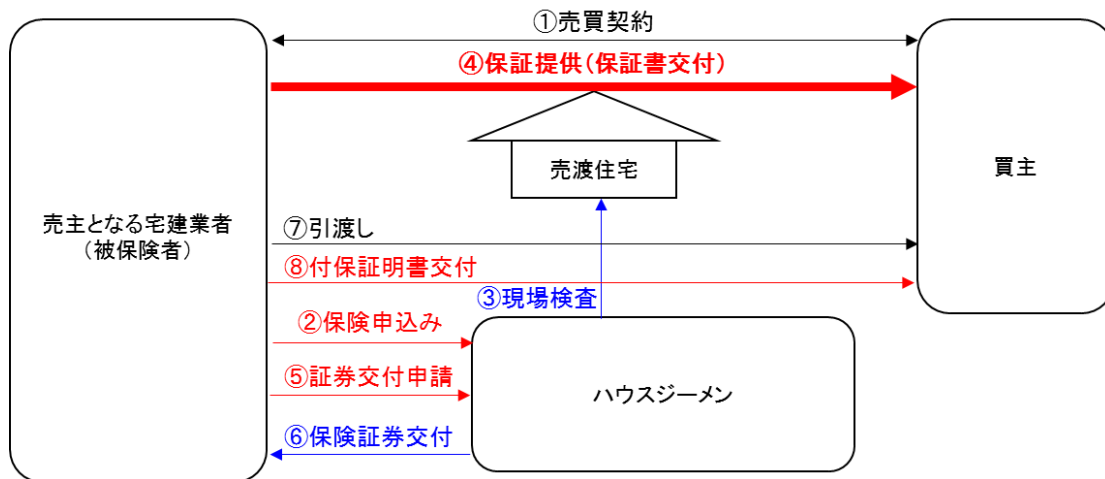 ①売買契約
④保証提供(保証書交付)
売渡住宅
買主
売主となる宅建業者
(被保険者)
⑦引渡し
⑧付保証明書交付
③現場検査
②保険申込み
⑤証券交付申請
ハウスジーメン
⑥保険証券交付